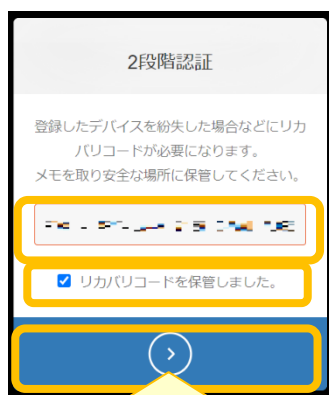 2段階認証
登録したデバイスを紛失した場合などにリカ
バリコードが必要になります。
メモを取り安全な場所に保管してください。
リカバリコードを保管しました。